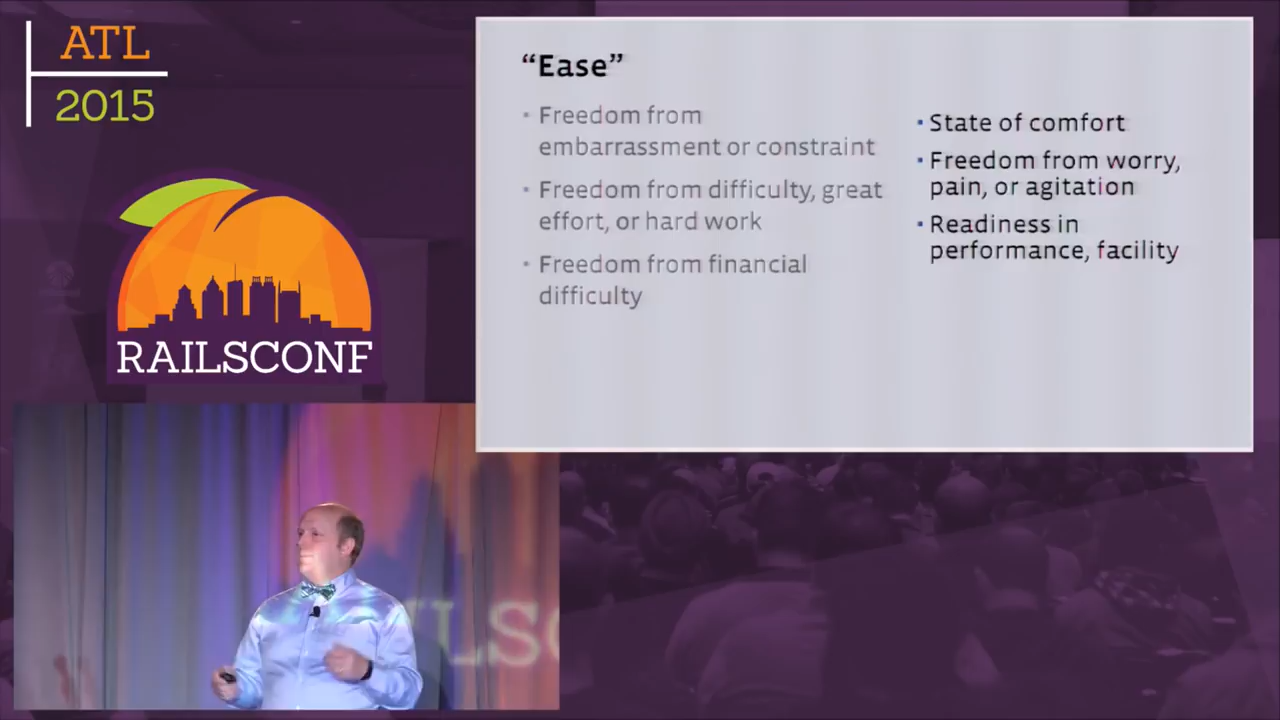 ATL
2015
RAILSCONF
“Ease”
• Freedom from
embarrassment or constraint
• Freedom from difficulty, great
effort, or hard work
• Freedom from financial
difficulty
• State of comfort
• Freedom from worry,
pain, or agitation
• Readiness in
performance, facility
ILSC